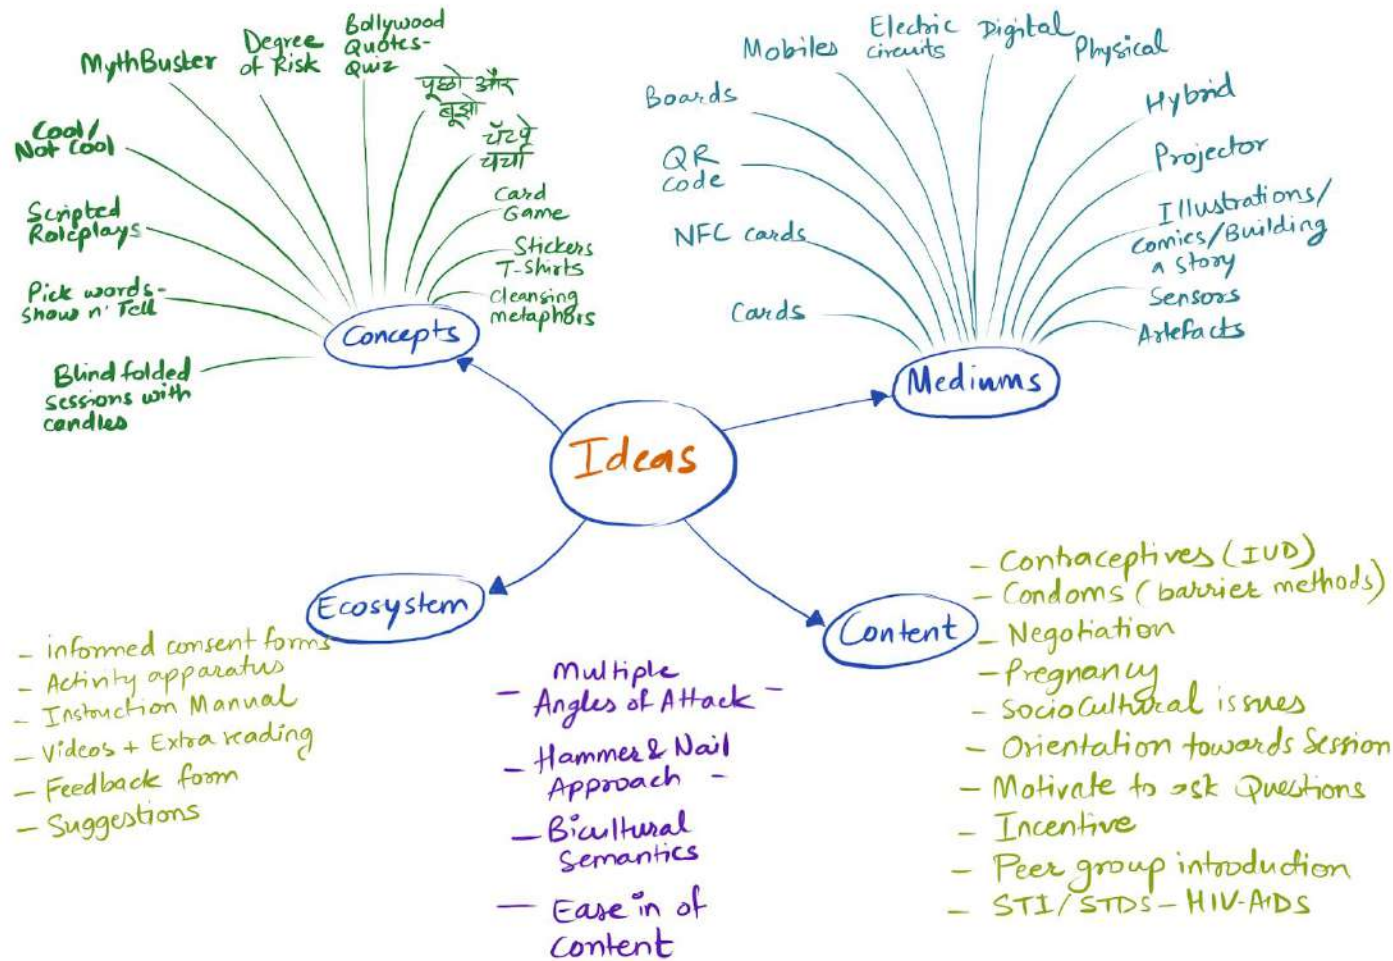 Ideas
Concepts
Blind folded
sessions with
candles
Pick words-
Show n' Tell
Scripted
Roleplays
Cool/
Not Cool
MythBuster
Degree
of Risk
Bollywood
Quotes-
Quiz
पूछो और
बूझो
चॅटपे
चर्चा
Card
Game
Stickers
T-shirts
Cleansing
metaphors
Mediums
Cards
NFC cards
QR
code
Boards
Mobiles
Electric
circuits
Digital
Physical
Hybrid
Projector
Illustrations/
Comics/Building
a story
Sensors
Artefacts
Ecosystem
- informed consent forms
- Activity apparatus
- Instruction Manual
- Videos + Extra reading
- Feedback form
- Suggestions
- Multiple
Angles of Attack -
- Hammer & Nail
Approach -
- Bicultural
Semantics
- Ease in of
Content
Content
- Contraceptives (IUD)
- Condoms (barrier methods)
- Negotiation
- Pregnancy
- SocioCultural issues
- Orientation towards Session
- Motivate to ask Questions
- Incentive
- Peer group introduction
- STI/STDS - HIV-AIDS